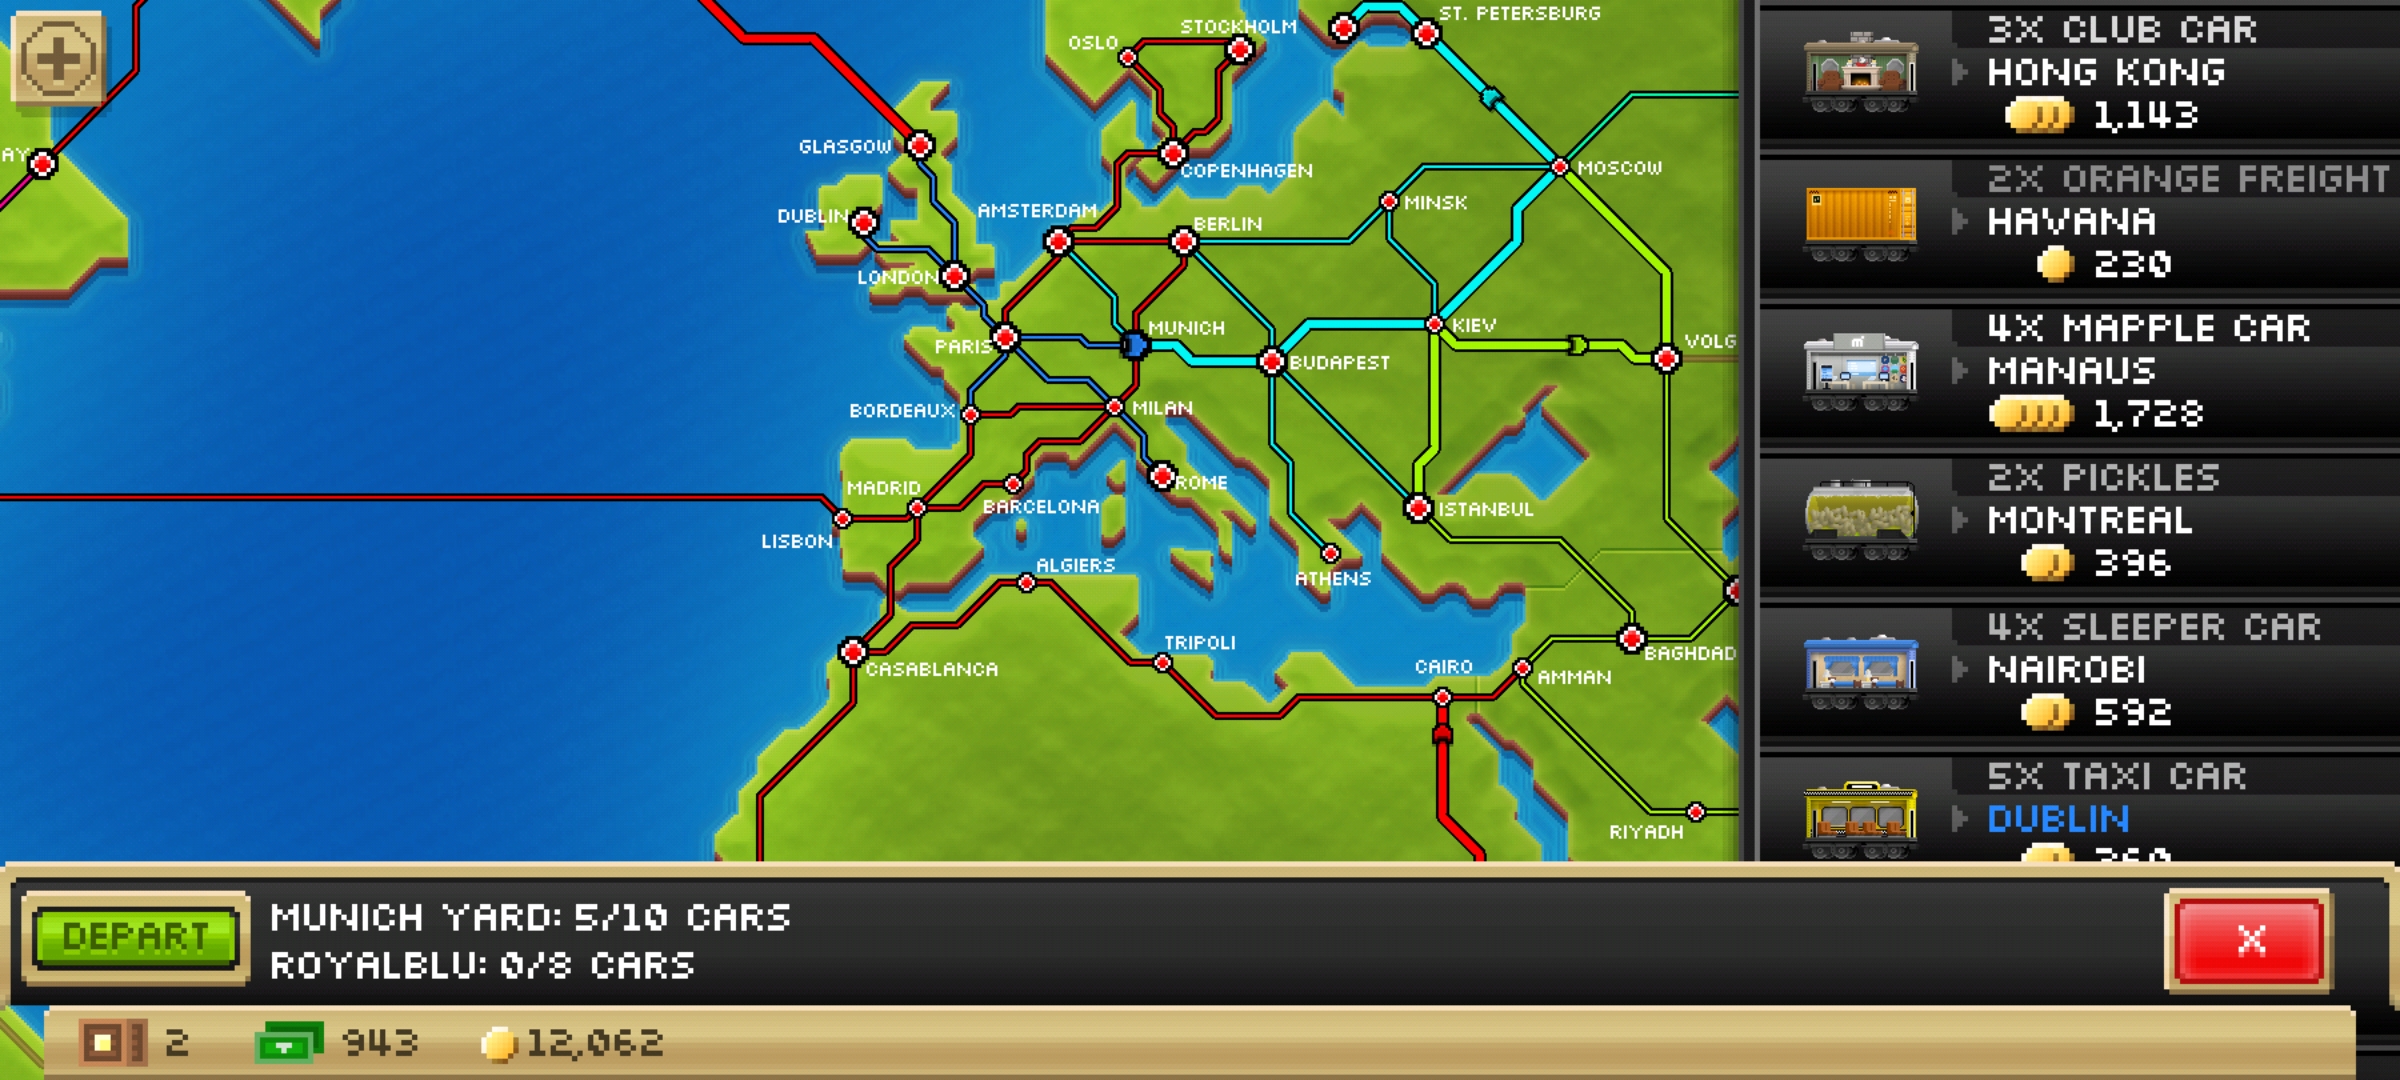 ST. PETERSBURG
STOCKHOLM
OSLO
GLASGOW
COPENHAGEN
MOSCOW
AY
DUBLIN
AMSTERDAM
BERLIN
MINSK
LONDON
PARIS
MUNICH
BUDAPEST
KIEV
VOLG
BORDEAUX
MILAN
MADRID
BARCELONA
ROME
ISTANBUL
LISBON
ALGIERS
ATHENS
CASABLANCA
TRIPOLI
CAIRO
AMMAN
BAGHDAD
RIYADH
3X CLUB CAR
HONG KONG
1,143
2X ORANGE FREIGHT
HAVANA
230
4X MAPPLE CAR
MANAUS
1,728
2X PICKLES
MONTREAL
396
4X SLEEPER CAR
NAIROBI
592
5X TAXI CAR
DUBLIN
360
DEPART
MUNICH YARD: 5/10 CARS
ROYALBLU: 0/8 CARS
X
2
943
12,062